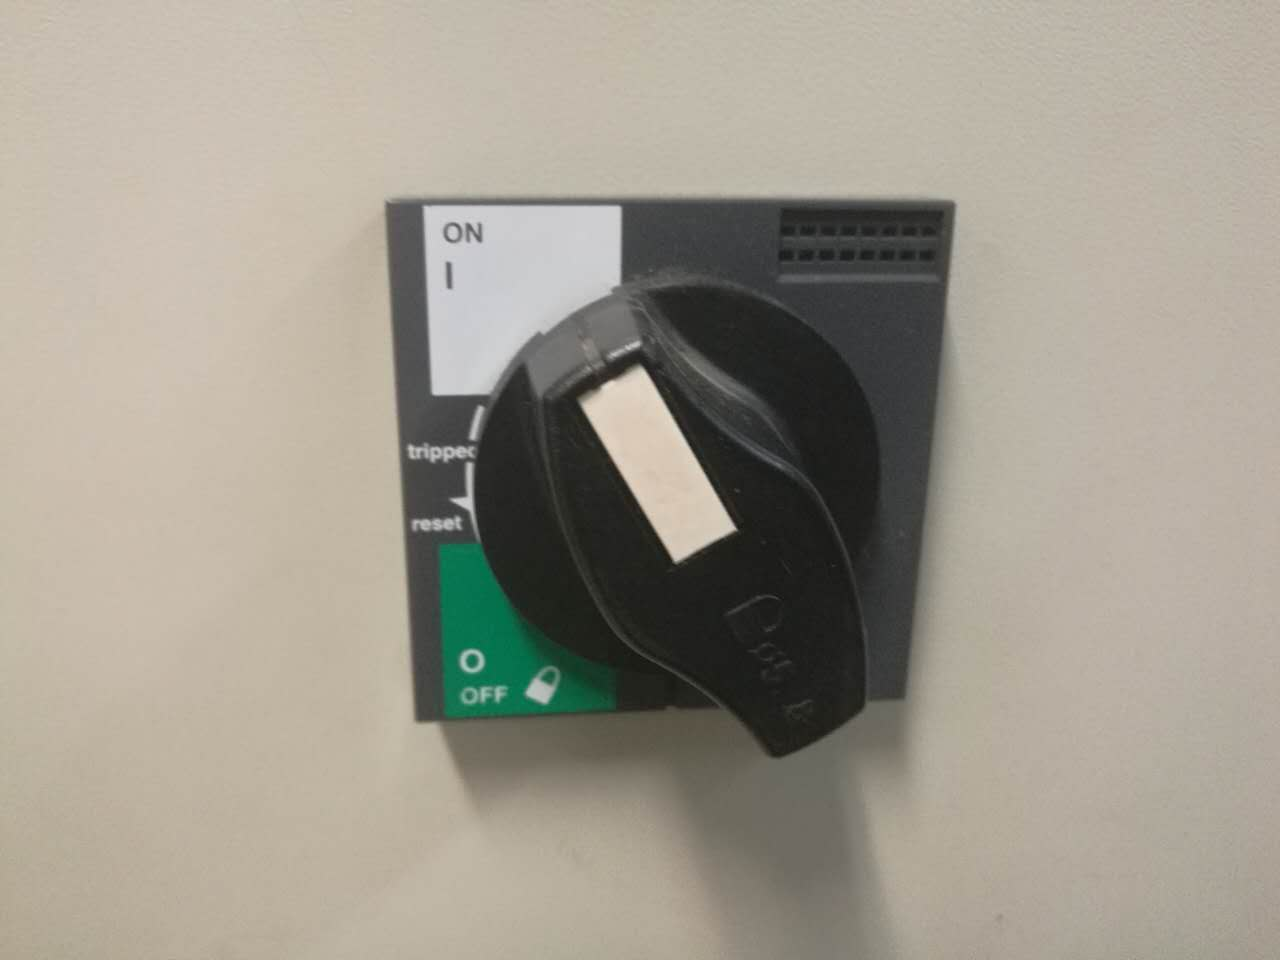 ON
I
tripped
reset
O
OFF